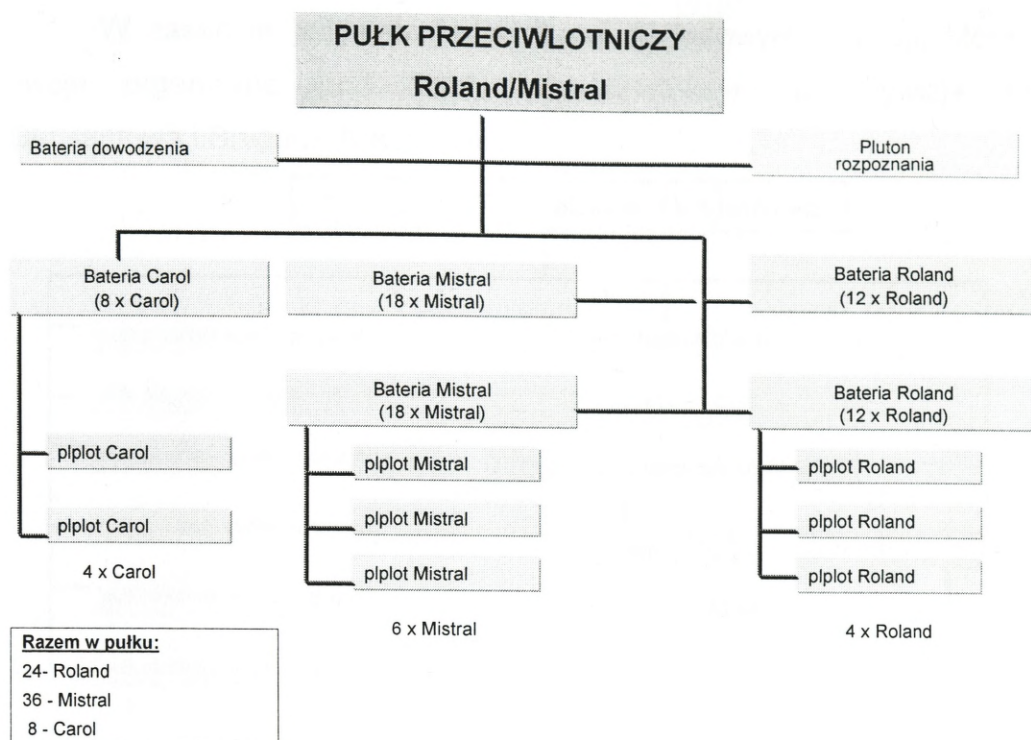 PUŁK PRZECIWLOTNICZY
Roland/Mistral
Bateria dowodzenia
Pluton
rozpoznania
Bateria Carol
(8 x Carol)
Bateria Mistral
(18 x Mistral)
Bateria Roland
(12 x Roland)
Bateria Mistral
(18 x Mistral)
Bateria Roland
(12 x Roland)
plplot Carol
plplot Carol
4 x Carol
plplot Mistral
plplot Mistral
plplot Mistral
6 x Mistral
plplot Roland
plplot Roland
plplot Roland
4 x Roland
Razem w pułku:
24- Roland
36 - Mistral
8 - Carol